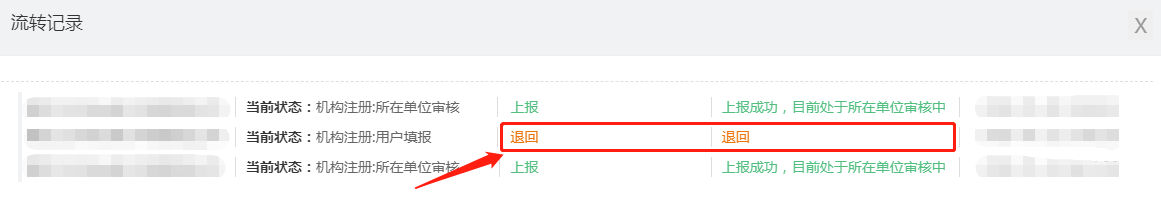 流转记录 X
当前状态：机构注册:所在单位审核 上报 上报成功，目前处于所在单位审核中
当前状态：机构注册:用户填报 退回 退回
当前状态：机构注册:所在单位审核 上报 上报成功，目前处于所在单位审核中